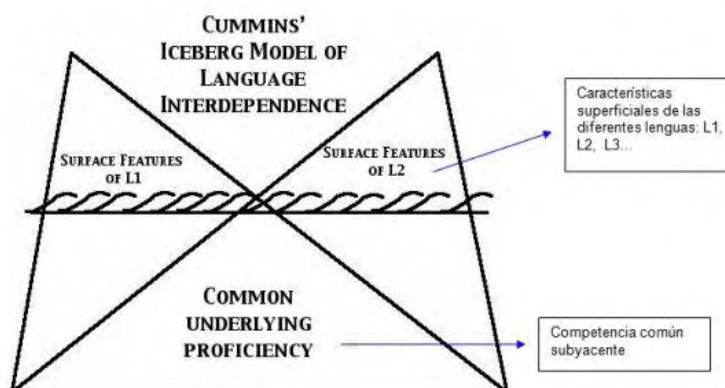 CUMMINS'
ICEBERG MODEL OF
LANGUAGE
INTERDEPENDENCE
SURFACE FEATURES
OF L1
SURFACE FEATURES
OF L2
Características
superficiales de las
diferentes lenguas: L1,
L2, L3...
COMMON
UNDERLYING
PROFICIENCY
Competencia común
subyacente